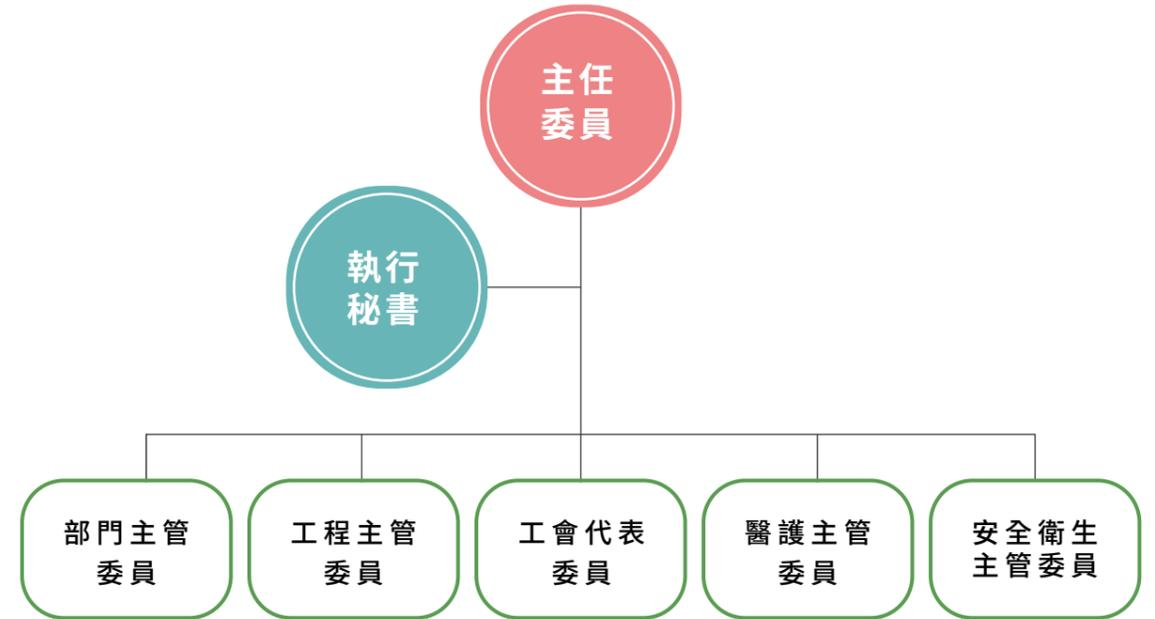 主任
委員
執行
秘書
部門主管
委員
工程主管
委員
工會代表
委員
醫護主管
委員
安全衛生
主管委員